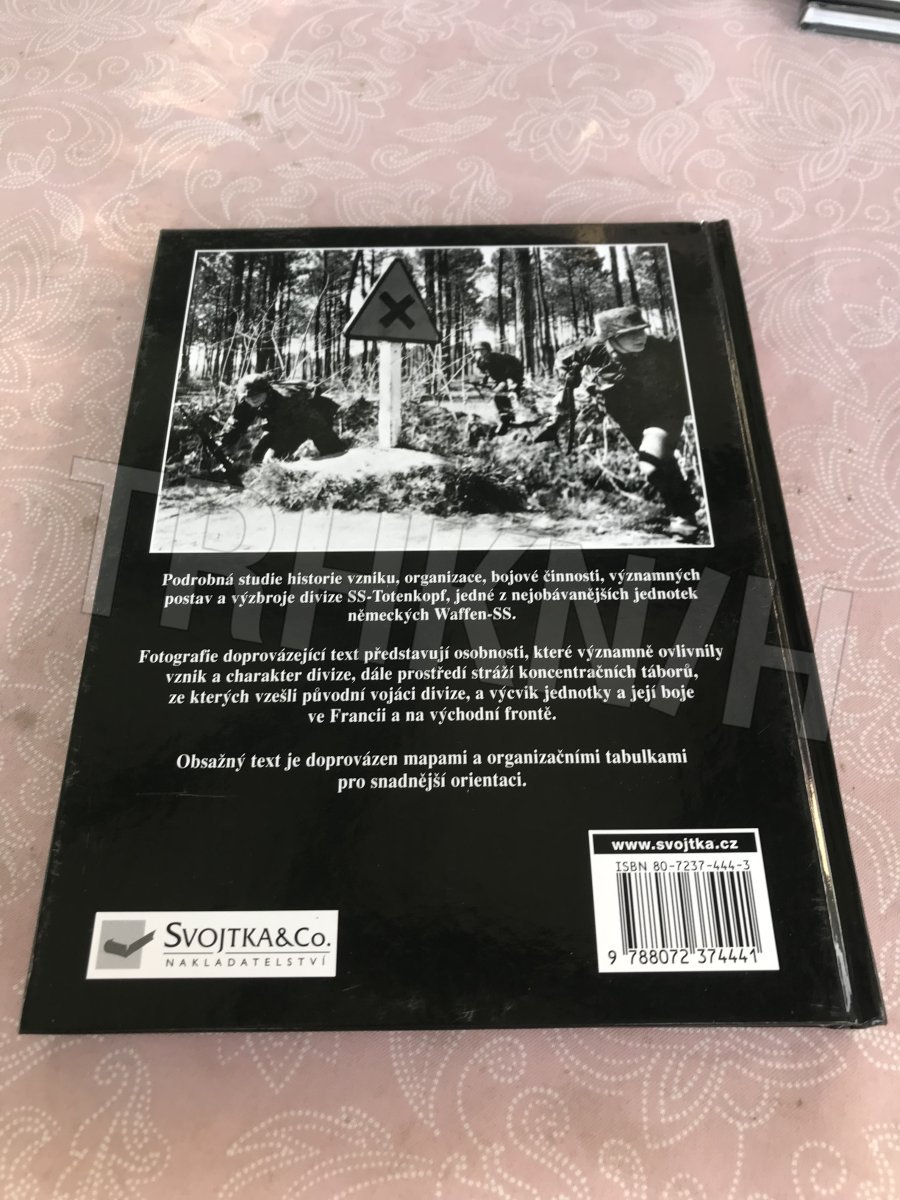 Podrobná studie historie vzniku, organizace, bojové činnosti, významných
postav a výzbroje divize SS-Totenkopf, jedné z nejobávanějších jednotek
německých Waffen-SS.
Fotografie doprovázející text představují osobnosti, které významně ovlivnily
vznik a charakter divize, dále prostředí stráží koncentračních táborů,
ze kterých vzešli původní vojáci divize, a výcvik jednotky a její boje
ve Francii a na východní frontě.
Obsažný text je doprovázen mapami a organizačními tabulkami
pro snadnější orientaci.
www.svojtka.cz
ISBN 80-7237-444-3
9 788072 374441
SVOJTKA&CO.
NAKLADATELSTVÍ
TRHKNIH